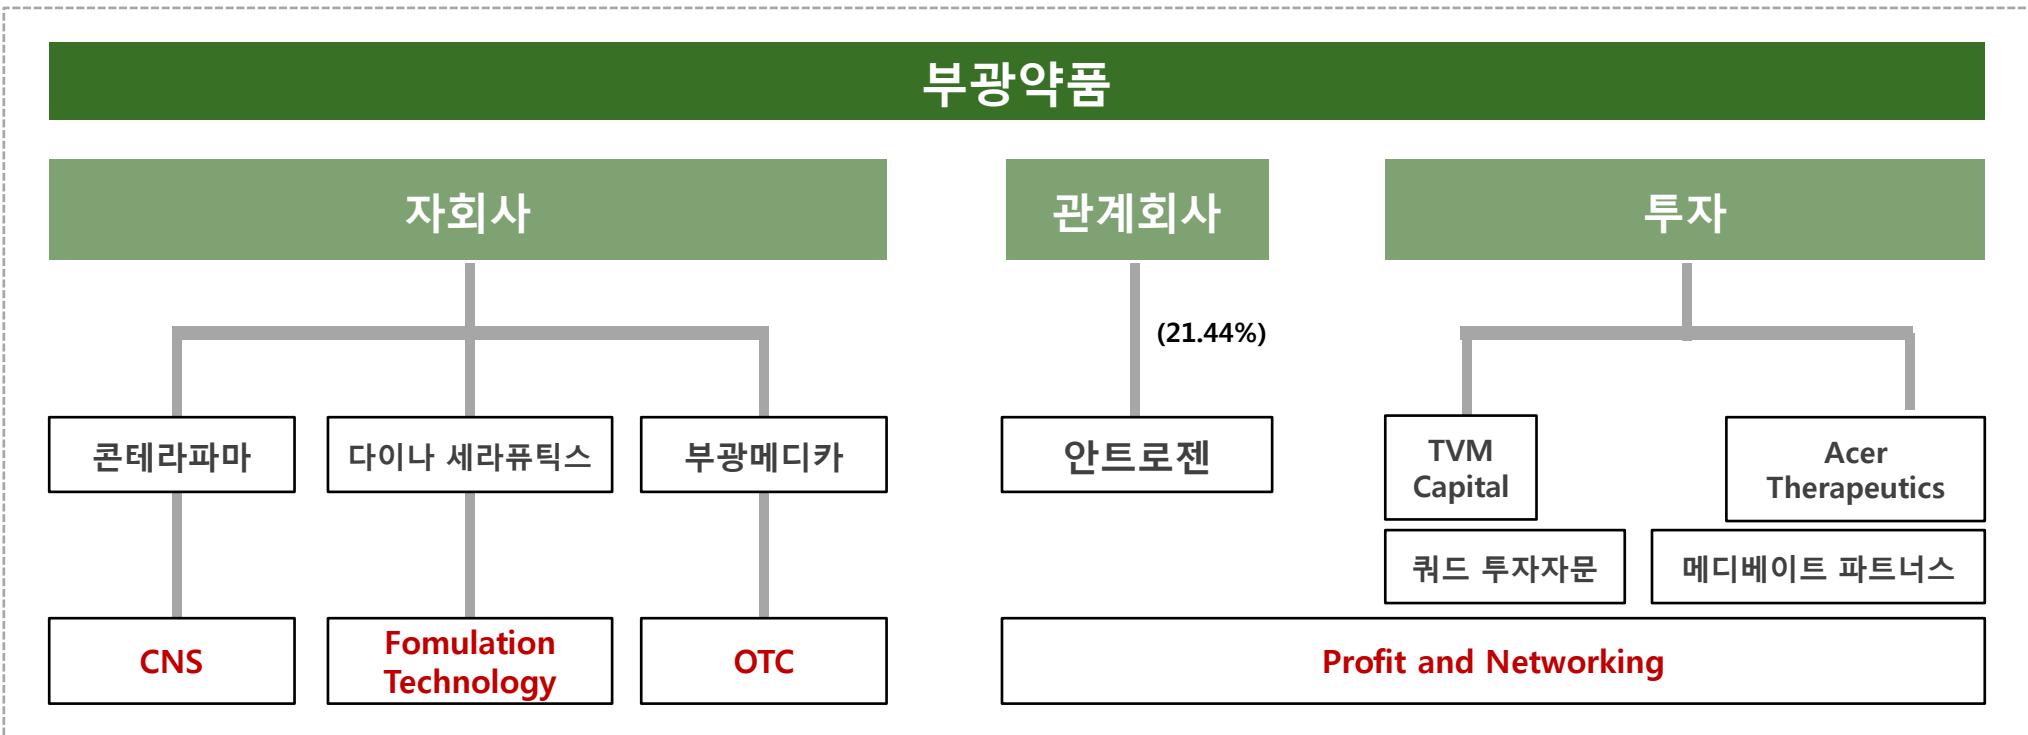 부광약품
자회사
관계회사
투자
(21.44%)
콘테라파마
다이나 세라퓨틱스
부광메디카
안트로젠
TVM
Capital
Acer
Therapeutics
쿼드 투자자문
메디베이트 파트너스
CNS
Fomulation
Technology
OTC
Profit and Networking